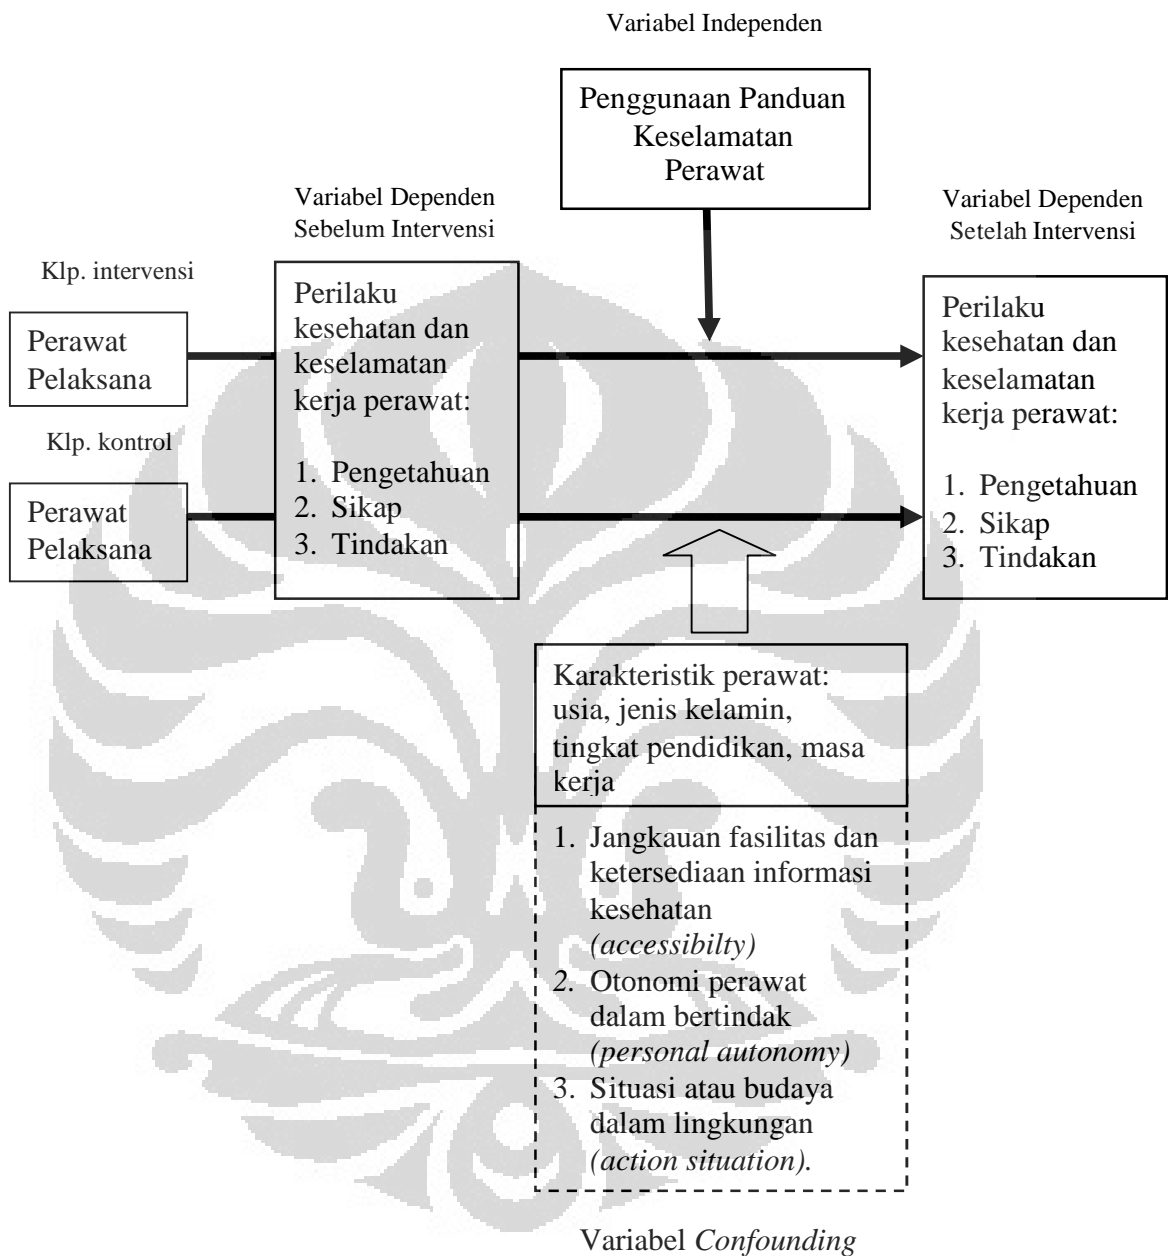 Variabel Independen
Penggunaan Panduan
Keselamatan
Perawat
Variabel Dependen
Sebelum Intervensi
Variabel Dependen
Setelah Intervensi
Klp. intervensi
Perawat
Pelaksana
Klp. kontrol
Perawat
Pelaksana
Perilaku
kesehatan dan
keselamatan
kerja perawat:
1. Pengetahuan
2. Sikap
3. Tindakan
Perilaku
kesehatan dan
keselamatan
kerja perawat:
1. Pengetahuan
2. Sikap
3. Tindakan
Karakteristik perawat:
usia, jenis kelamin,
tingkat pendidikan, masa
kerja
1. Jangkauan fasilitas dan
ketersediaan informasi
kesehatan
(accessibilty)
2. Otonomi perawat
dalam bertindak
(personal autonomy)
3. Situasi atau budaya
dalam lingkungan
(action situation).
Variabel Confounding